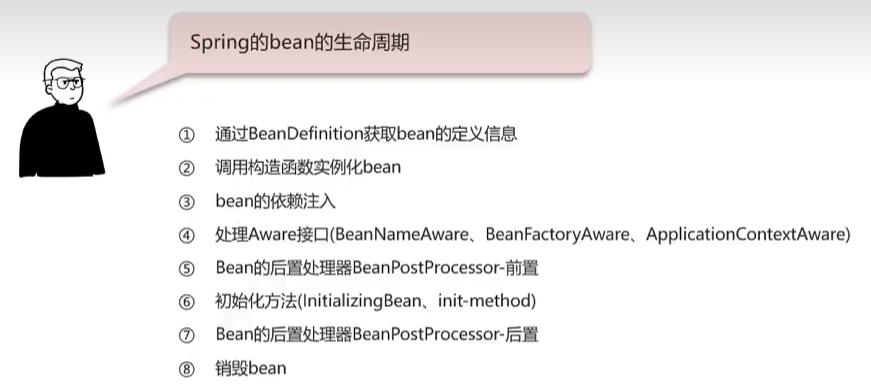 Spring的bean的生命周期
① 通过BeanDefinition获取bean的定义信息
② 调用构造函数实例化bean
③ bean的依赖注入
④ 处理Aware接口(BeanNameAware、BeanFactoryAware、ApplicationContextAware)
⑤ Bean的后置处理器BeanPostProcessor-前置
⑥ 初始化方法(InitializingBean、init-method)
⑦ Bean的后置处理器BeanPostProcessor-后置
⑧ 销毁bean